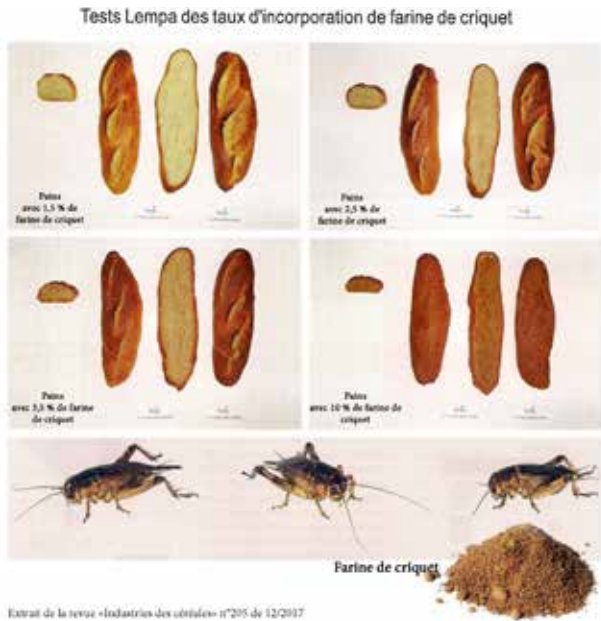 Tests Lempa des taux d'incorporation de farine de criquet
Pains
avec 1,5 % de
farine de criquet
Pains
avec 2,5 % de
farine de criquet
Pains
avec 3,5 % de farine
de criquet
Pains
avec 10 % de farine de
criquet
Farine de criquet
Extrait de la revue «Industries des céréales» n°205 de 12/2017